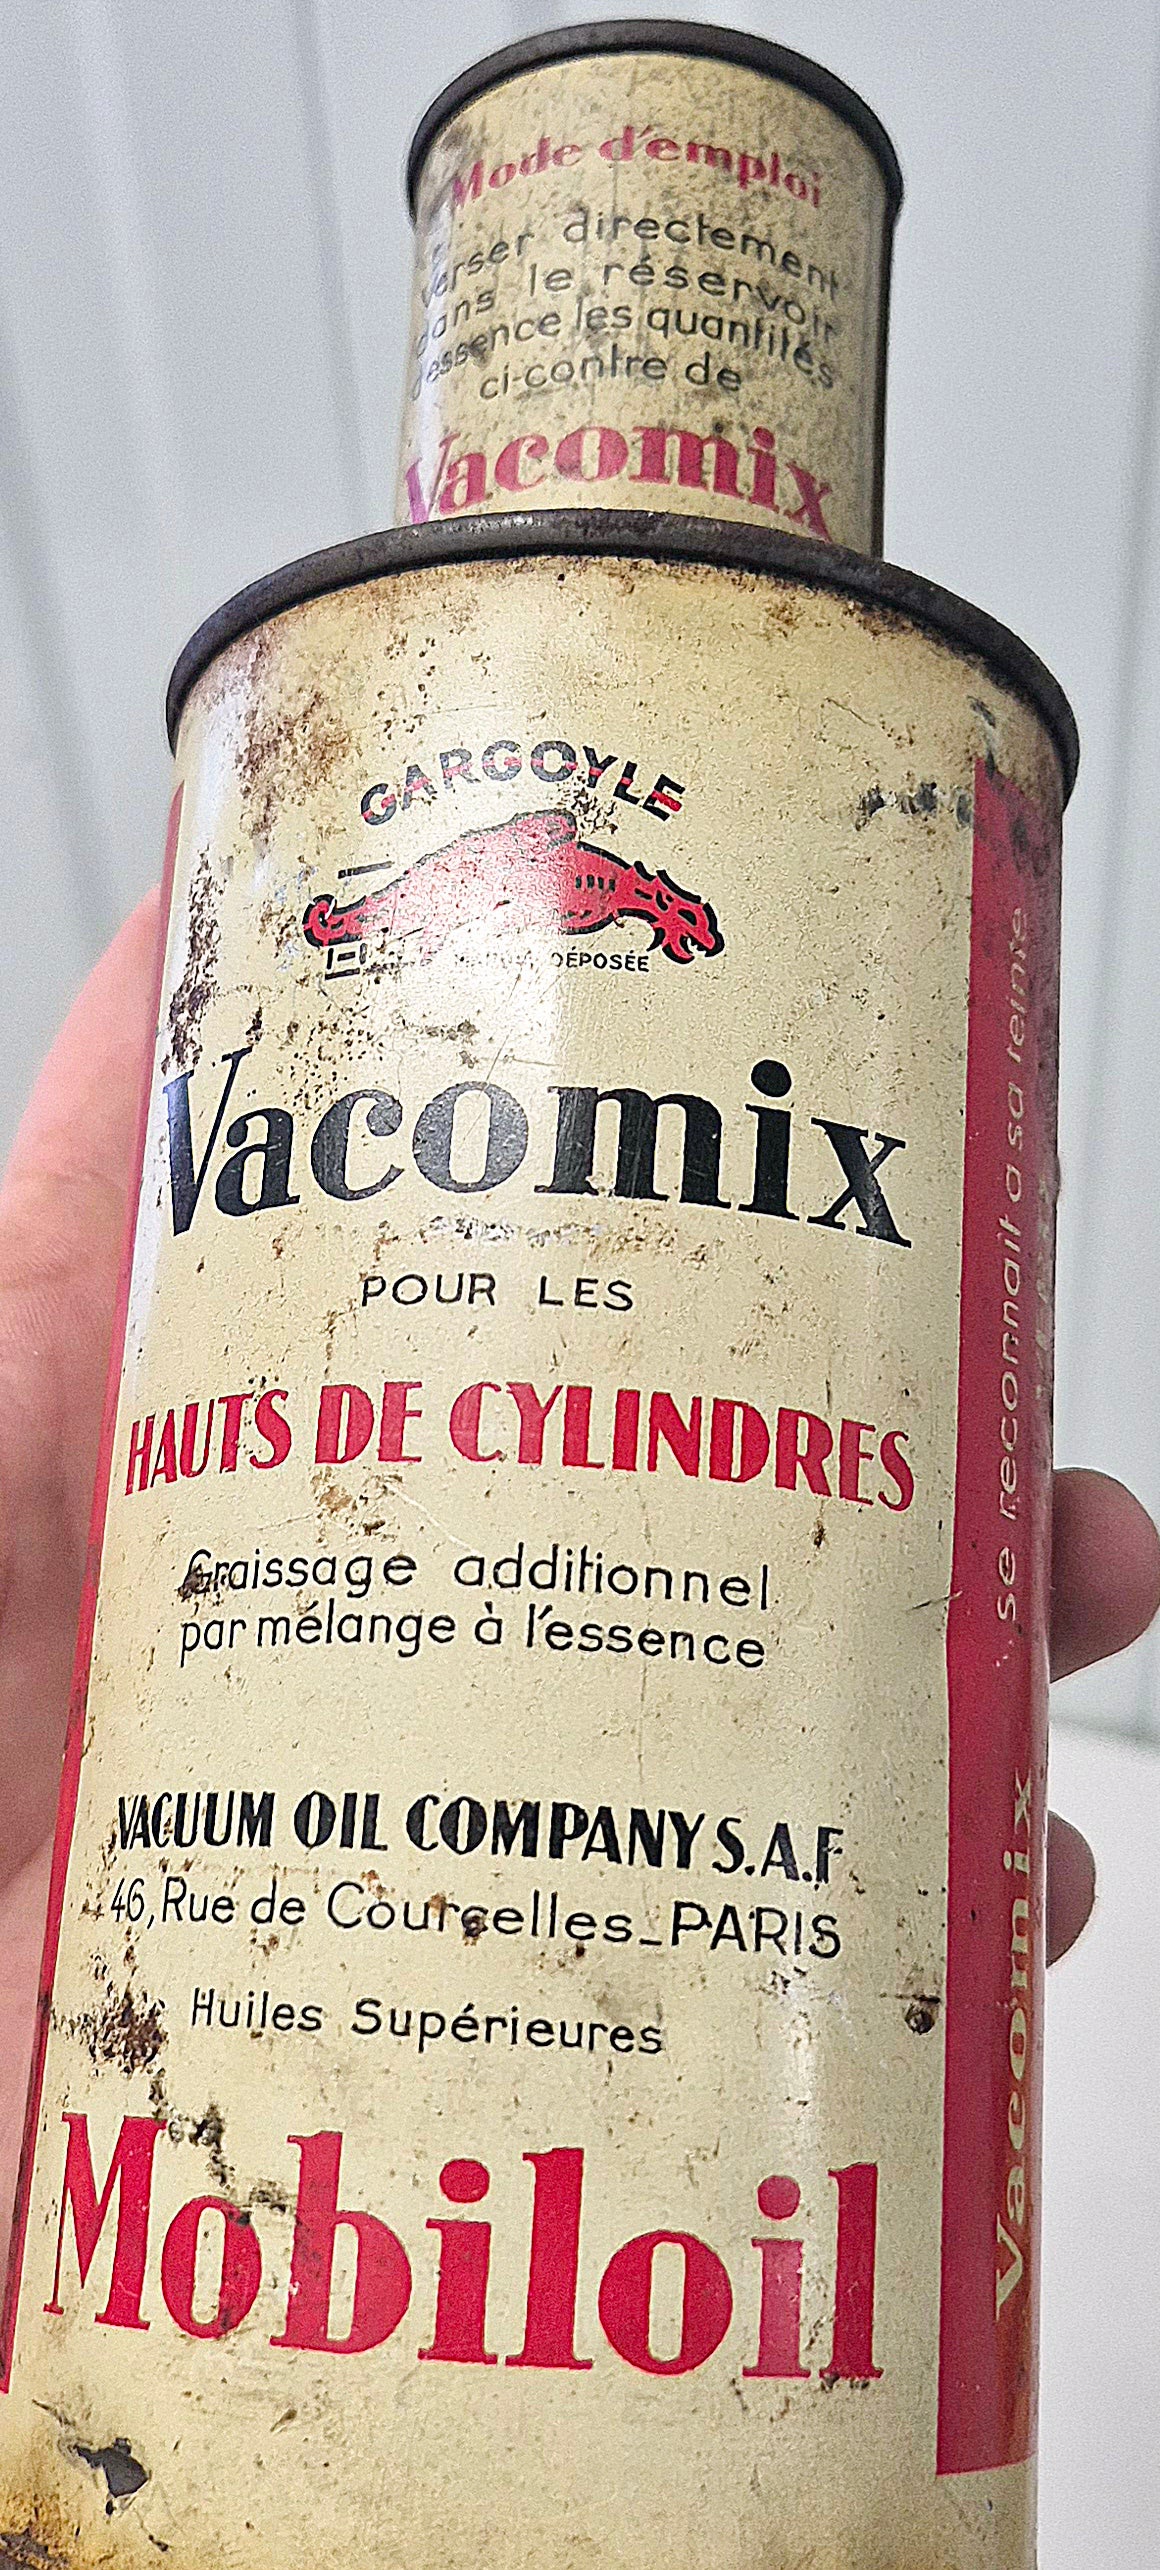 Mode d'emploi
verser directement
dans le réservoir
d'essence les quantités
ci-contre de
Vacomix
GARGOYLE
DÉPOSÉE
Vacomix
POUR LES
HAUTS DE CYLINDRES
Graissage additionnel
par mélange à l'essence
VACUUM OIL COMPANY S.A.F
46, Rue de Courcelles_PARIS
Huiles Supérieures
Mobiloil
Vacomix se reconnait a sa teinte